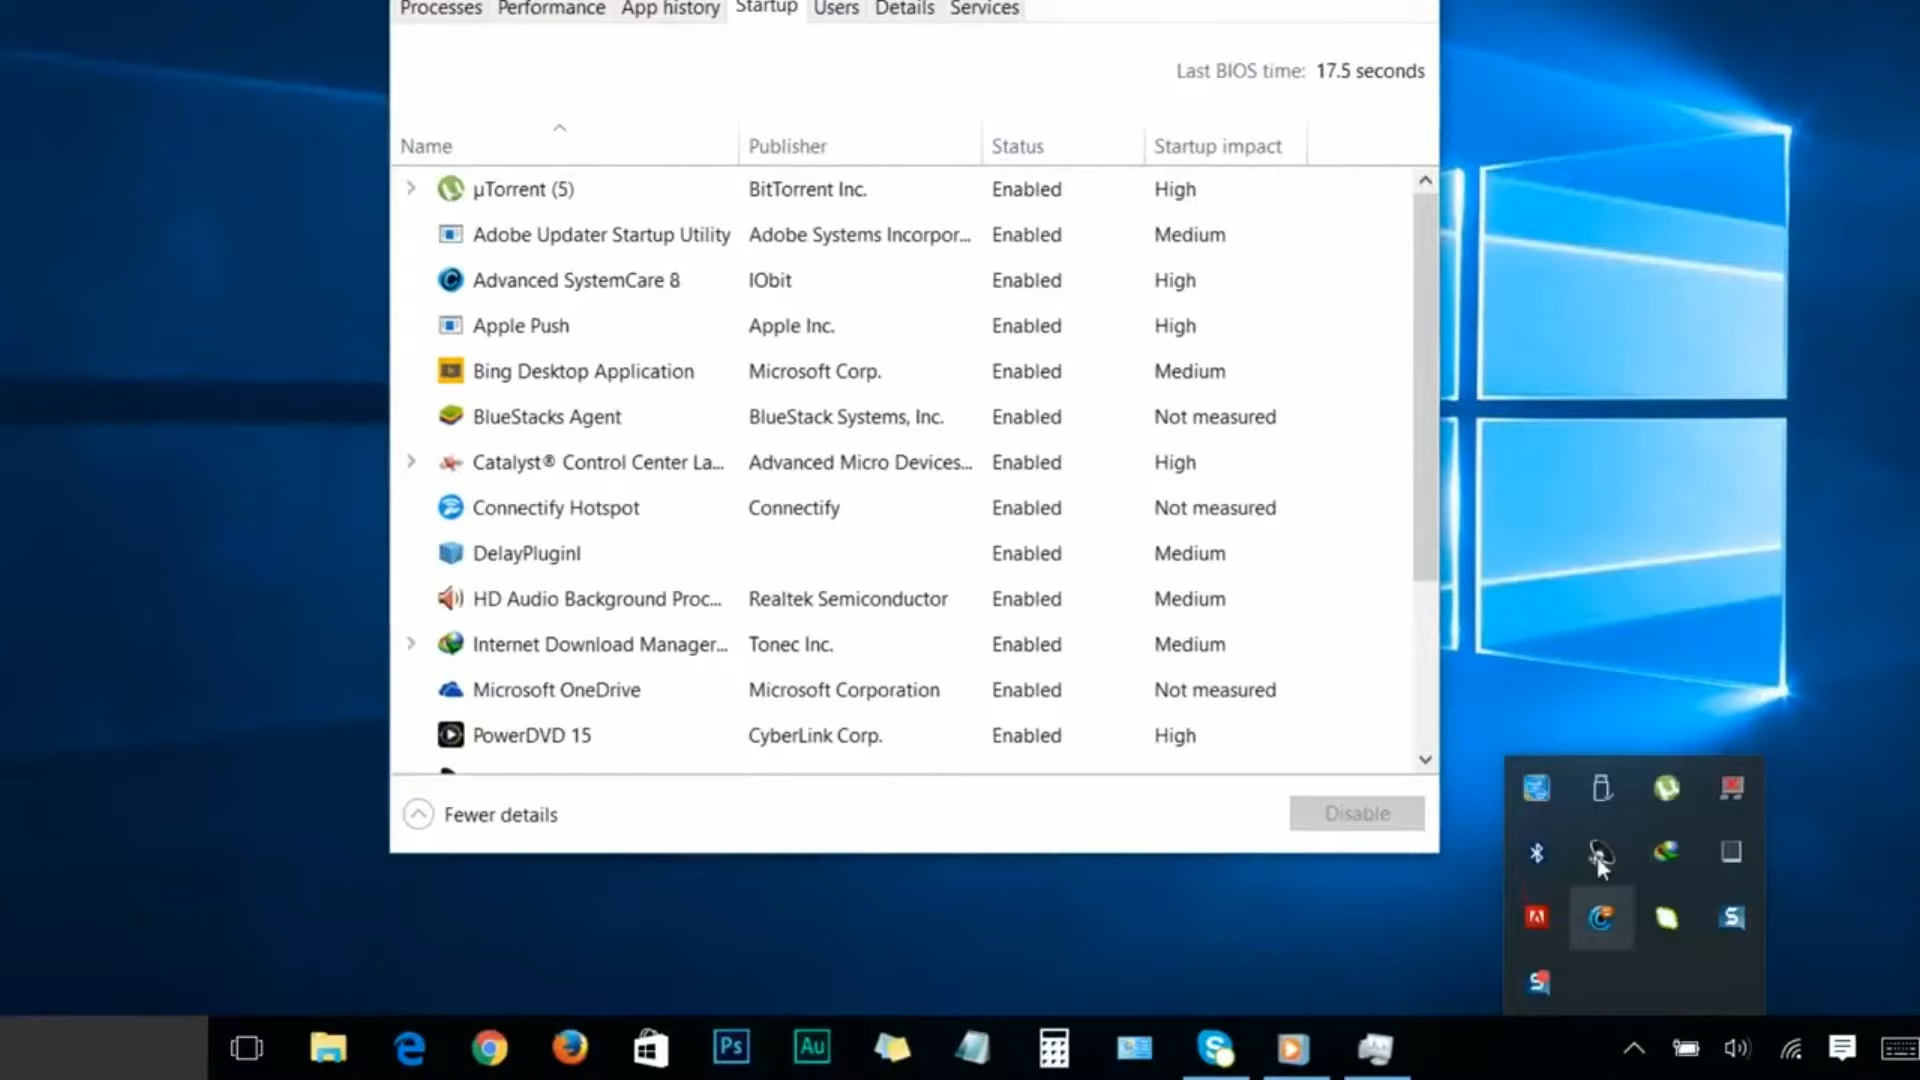 Processes Performance App history Startup Users Details Services
Last BIOS time: 17.5 seconds
Name Publisher Status Startup impact
µTorrent (5) BitTorrent Inc. Enabled High
Adobe Updater Startup Utility Adobe Systems Incorpor... Enabled Medium
Advanced SystemCare 8 IObit Enabled High
Apple Push Apple Inc. Enabled High
Bing Desktop Application Microsoft Corp. Enabled Medium
BlueStacks Agent BlueStack Systems, Inc. Enabled Not measured
Catalyst® Control Center La... Advanced Micro Devices... Enabled High
Connectify Hotspot Connectify Enabled Not measured
DelayPluginI Enabled Medium
HD Audio Background Proc... Realtek Semiconductor Enabled Medium
Internet Download Manager... Tonec Inc. Enabled Medium
Microsoft OneDrive Microsoft Corporation Enabled Not measured
PowerDVD 15 CyberLink Corp. Enabled High
Fewer details Disable
Ps Au